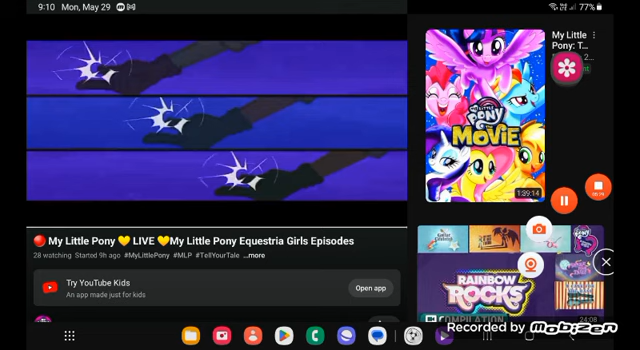 9:10 Mon, May 29
77%
My Little
Pony: T...
2...
MY LITTLE
PONY
THE
MOVIE
1:39:14
My Little Pony LIVE My Little Pony Equestria Girls Episodes
28 watching Started 9h ago #MyLittlePony #MLP #TellYourTale ...more
Try YouTube Kids
An app made just for kids
Open app
RAINBOW
ROCKS
COMPILATION
24:08
Recorded by mobizen